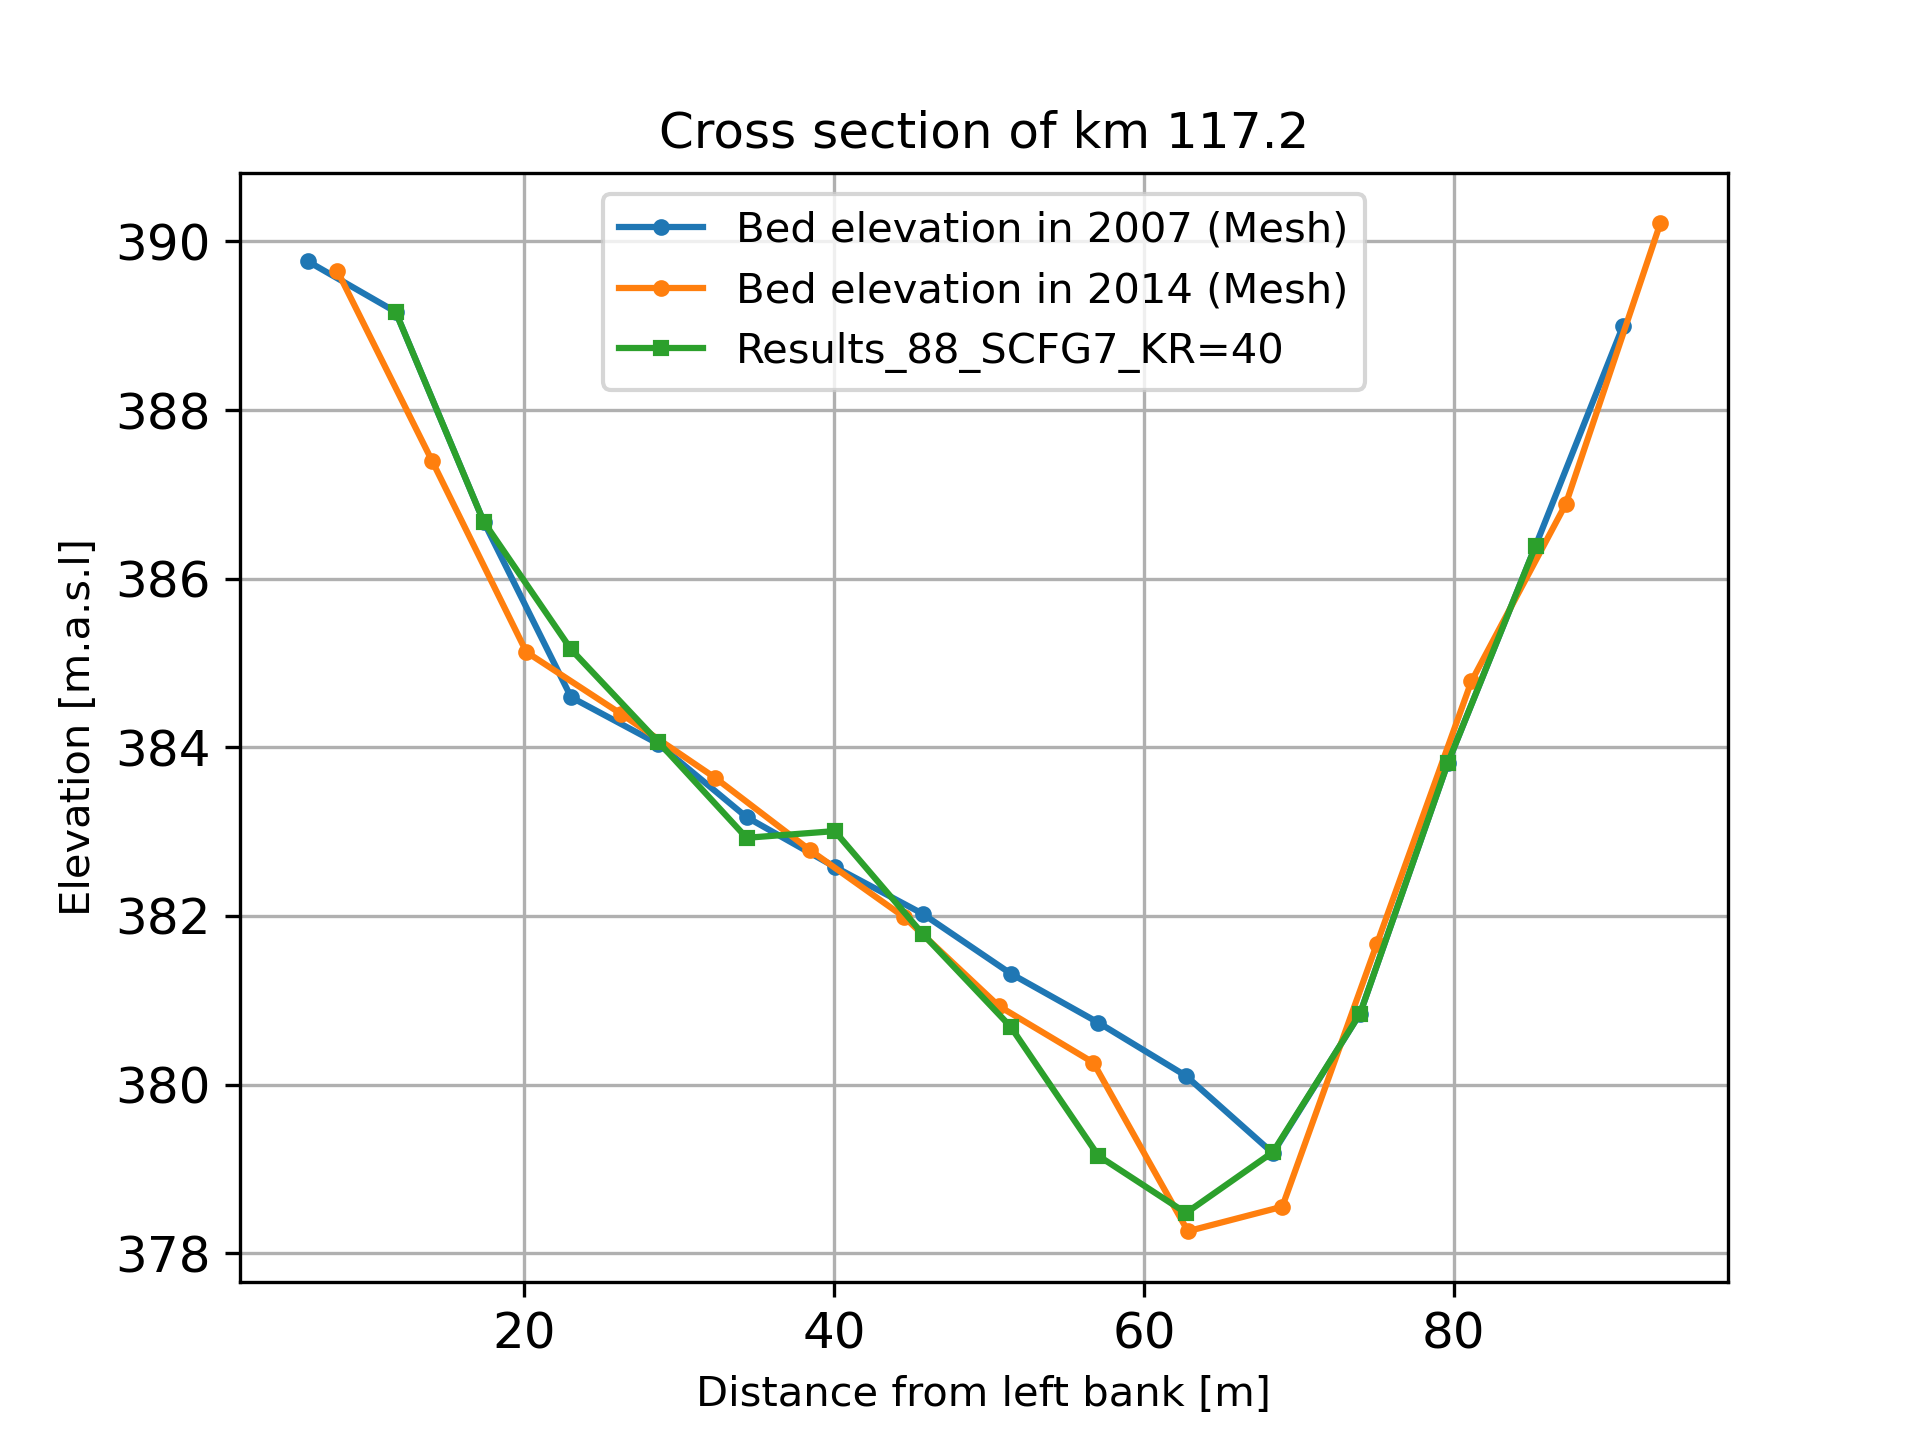 Cross section of km 117.2
Bed elevation in 2007 (Mesh)
Bed elevation in 2014 (Mesh)
Results_88_SCFG7_KR=40
390
388
386
384
382
380
378
Elevation [m.a.s.l]
20 40 60 80
Distance from left bank [m]